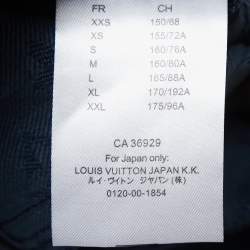 FR CH
XXS 150/68
XS 155/72A
S 160/76A
M 160/80A
L 165/88A
XL 170/192A
XXL 175/96A
CA 36929
For Japan only:
LOUIS VUITTON JAPAN K.K.
ルイ・ヴィトン ジャパン (株)
0120-00-1854